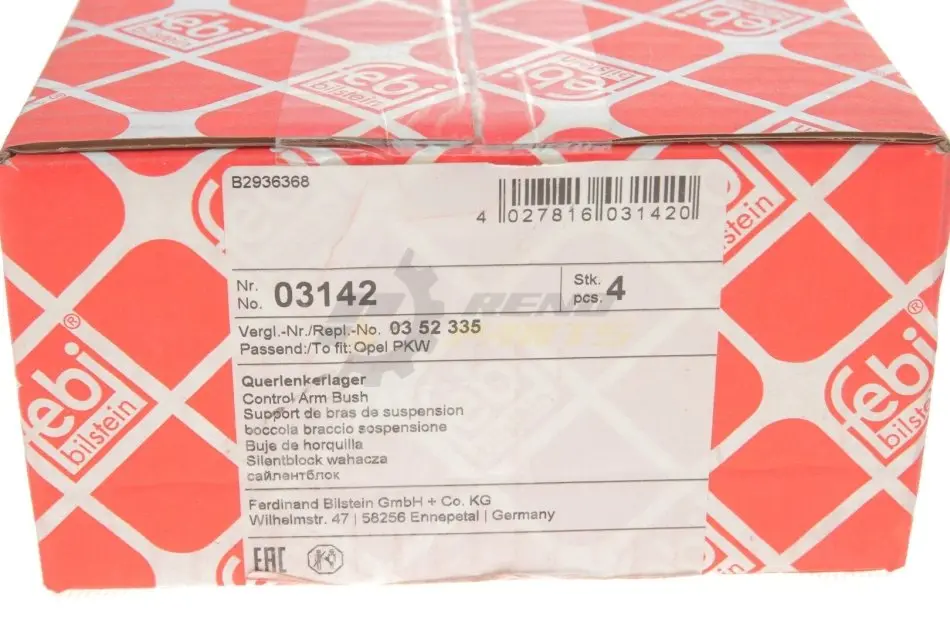 febi
bilstein
febi
bilstein
B2936368
4 027816 031420
Nr.
No. 03142
Stk.
pcs. 4
Vergl.-Nr./Repl.-No. 03 52 335
Passend:/To fit: Opel PKW
Querlenkerlager
Control Arm Bush
Support de bras de suspension
boccola braccio sospensione
Buje de horquilla
Silentblock wahacza
сайлентблок
Ferdinand Bilstein GmbH + Co. KG
Wilhelmstr. 47 | 58256 Ennepetal | Germany
EAC
febi®
bilstein
febi®
bilstein
stein